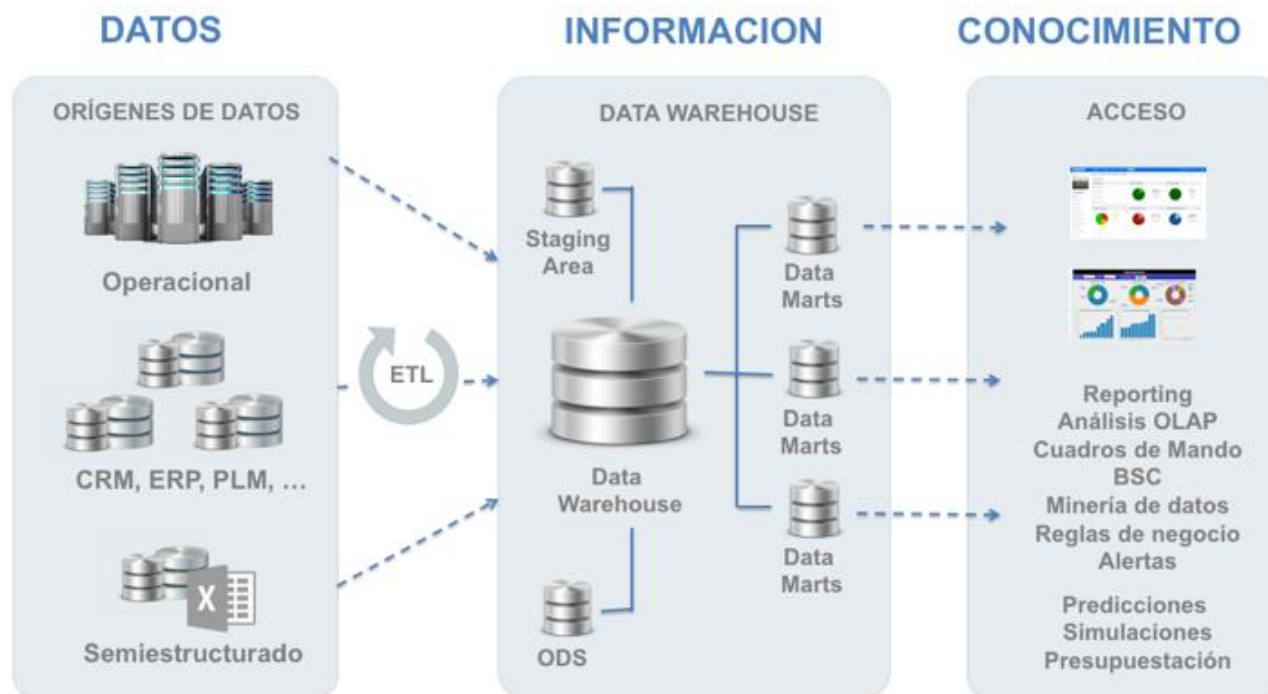 DATOS
INFORMACION
CONOCIMIENTO
ORÍGENES DE DATOS
Operacional
CRM, ERP, PLM, ...
Semiestructurado
ETL
DATA WAREHOUSE
Staging
Area
Data
Warehouse
ODS
Data
Marts
Data
Marts
Data
Marts
ACCESO
Reporting
Análisis OLAP
Cuadros de Mando
BSC
Minería de datos
Reglas de negocio
Alertas
Predicciones
Simulaciones
Presupuestación
X